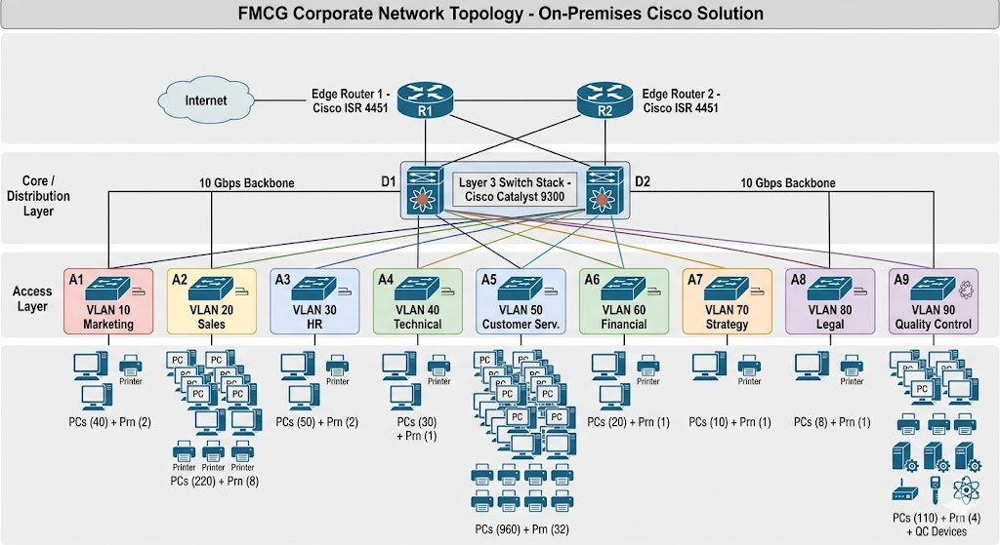 FMCG Corporate Network Topology - On-Premises Cisco Solution
Internet
Edge Router 1 -
Cisco ISR 4451
R1
R2
Edge Router 2 -
Cisco ISR 4451
Core /
Distribution
Layer
10 Gbps Backbone
D1
Layer 3 Switch Stack -
Cisco Catalyst 9300
D2
10 Gbps Backbone
Access
Layer
A1
VLAN 10
Marketing
A2
VLAN 20
Sales
A3
VLAN 30
HR
A4
VLAN 40
Technical
A5
VLAN 50
Customer Serv.
A6
VLAN 60
Financial
A7
VLAN 70
Strategy
A8
VLAN 80
Legal
A9
VLAN 90
Quality Control
Printer
PCs (40) + Prn (2)
PC
PC
PC
PC
Printer
Printer
Printer
PCs (220) + Prn (8)
Printer
PCs (50) + Prn (2)
Printer
PCs (30)
+ Prn (1)
PC
PC
PC
PC
PC
PC
PCs (960) + Prn (32)
Printer
PCs (20) + Prn (1)
Printer
PCs (10) + Prn (1)
Printer
PCs (8) + Prn (1)
PC
PC
PC
PCs (110) + Prn (4)
+ QC Devices